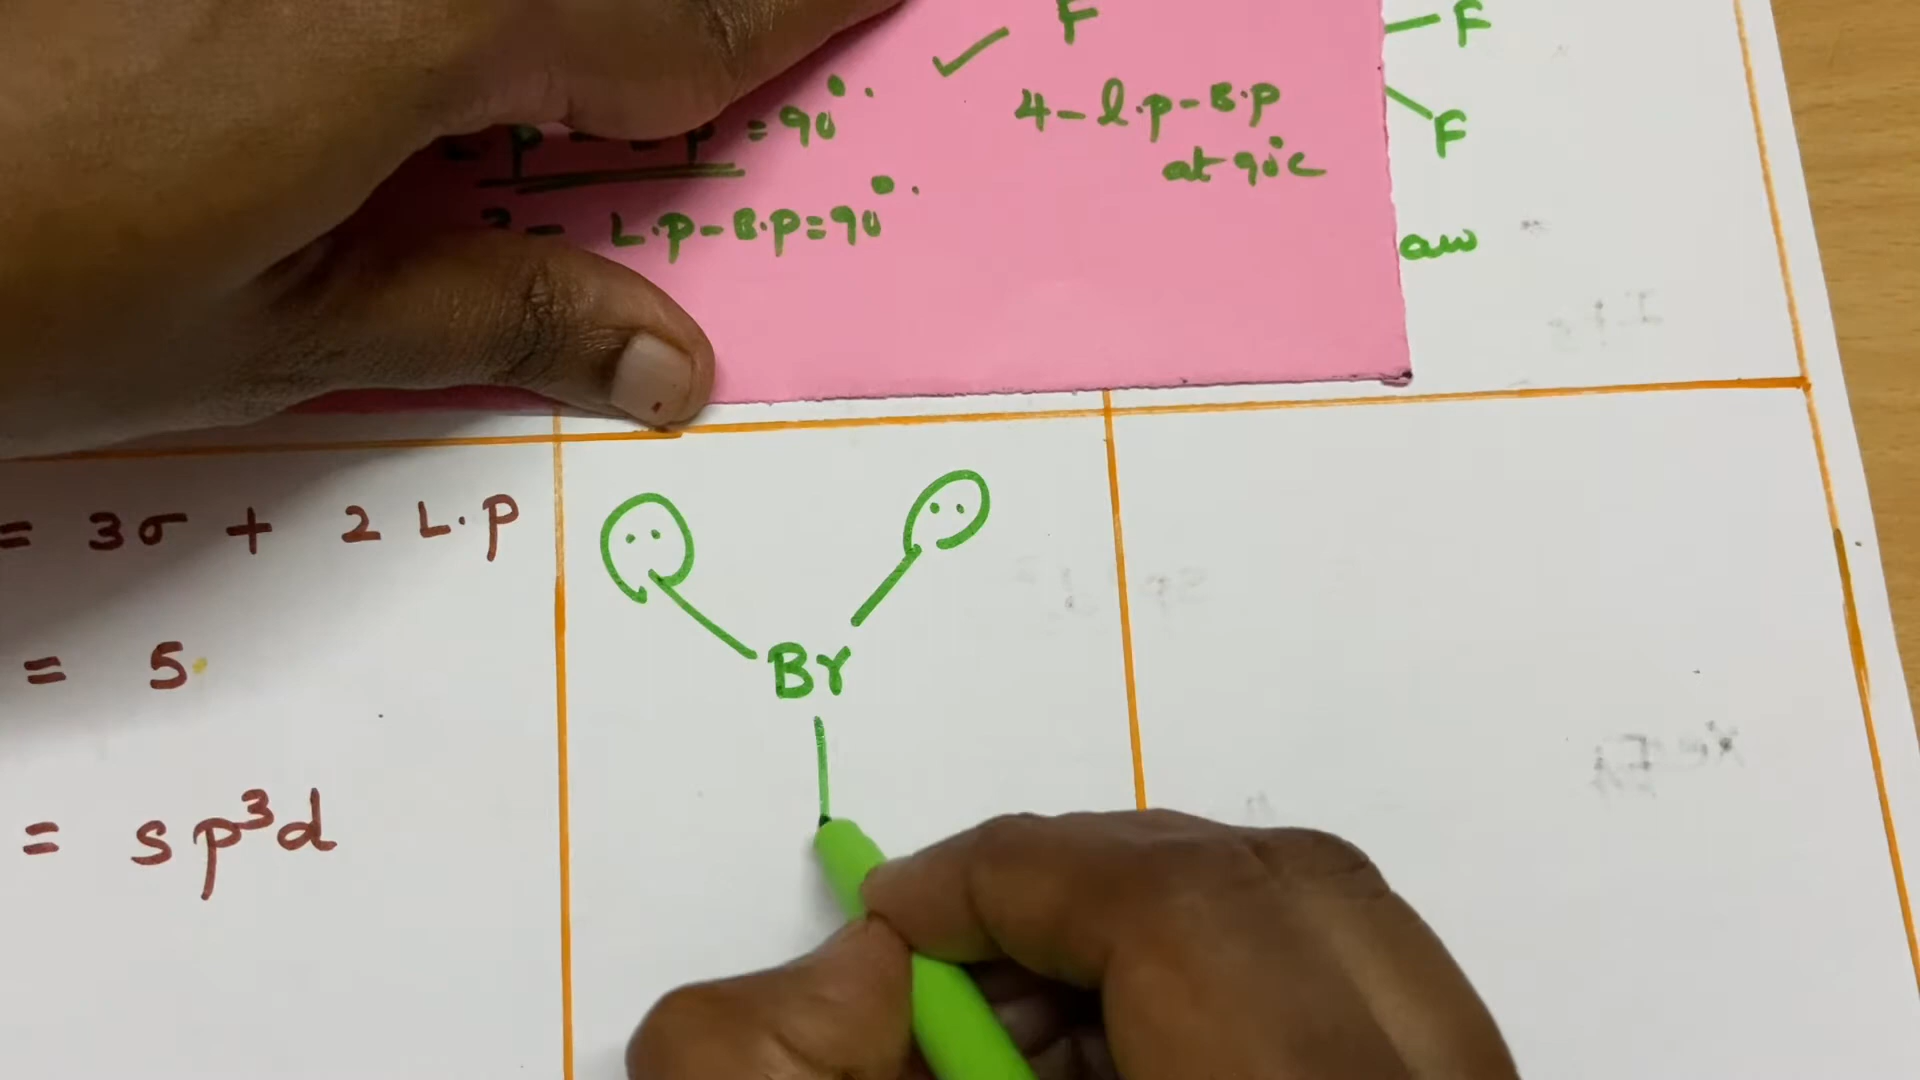 F
F
= 90°.
4 - l.p - B.p
at 90°c
F
L.p - B.p = 90°.
aw
= 3σ + 2 L.p
Br
= 5
= sp³d